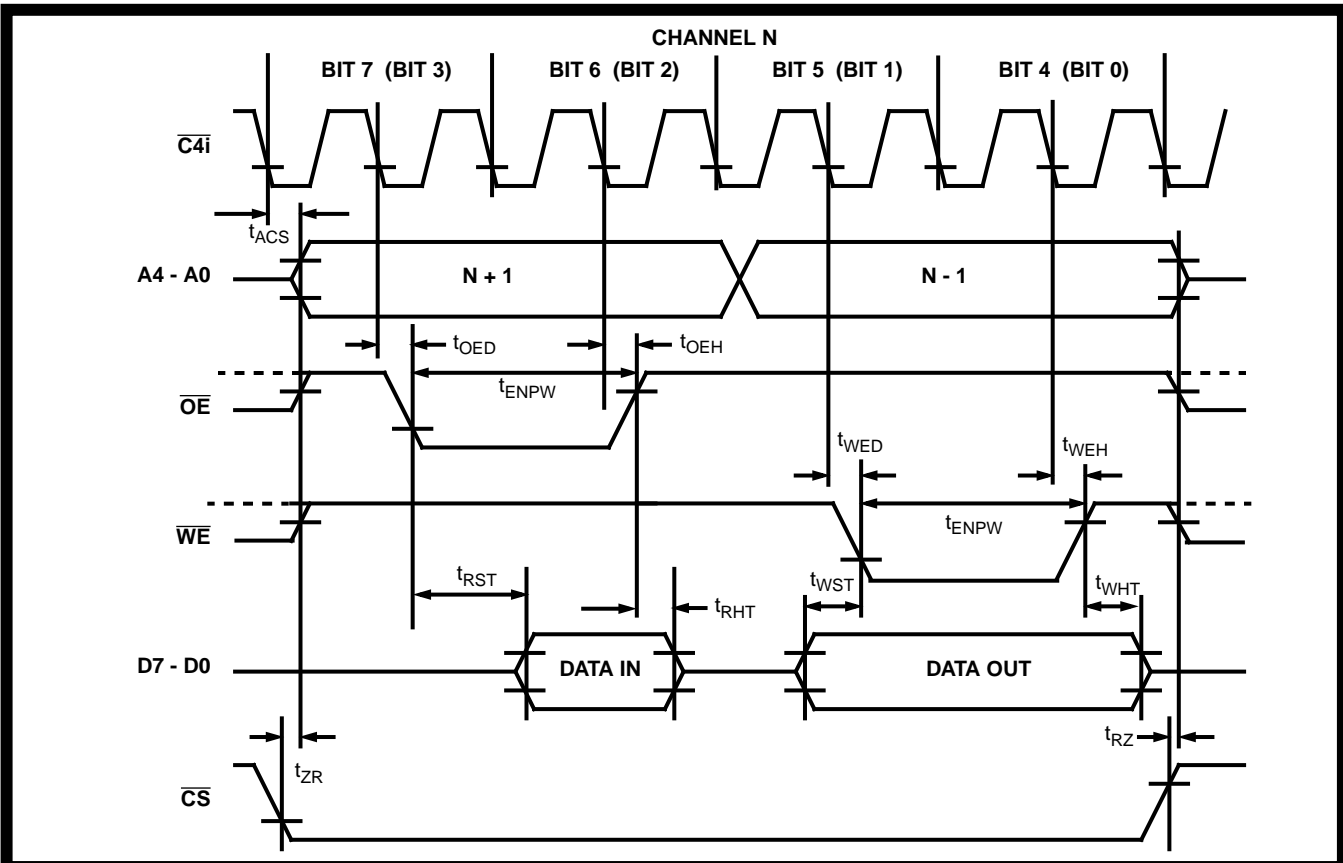 CHANNEL N
BIT 7 (BIT 3) BIT 6 (BIT 2) BIT 5 (BIT 1) BIT 4 (BIT 0)
C4i
tACS
A4 - A0 N + 1 N - 1
tOED tOEH
tENPW
OE
tWED tWEH
tENPW
WE
tRST tWST tWHT
tRHT
D7 - D0 DATA IN DATA OUT
tRZ
tZR
CS